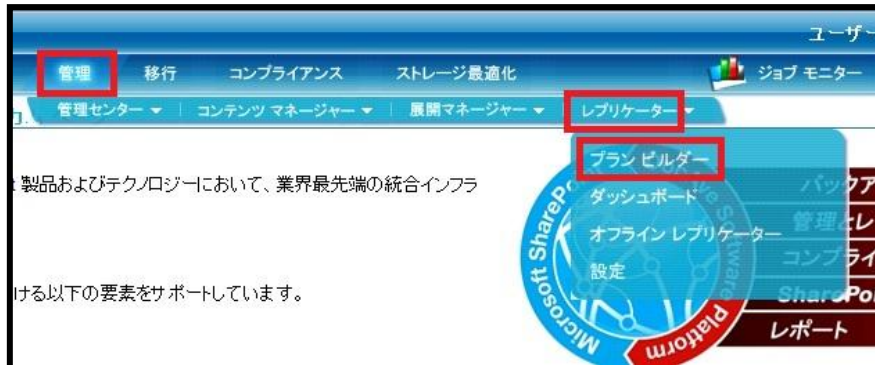 ユーザー
管理 移行 コンプライアンス ストレージ最適化 ジョブ モニター
管理センター コンテンツ マネージャー 展開マネージャー レプリケーター
プラン ビルダー
製品およびテクノロジーにおいて、業界最先端の統合インフラ
ダッシュボード
オフライン レプリケーター
設定
ける以下の要素をサポートしています。
バックア
管理とレ
コンプライ
SharePo
レポート
Microsoft SharePo
Platform